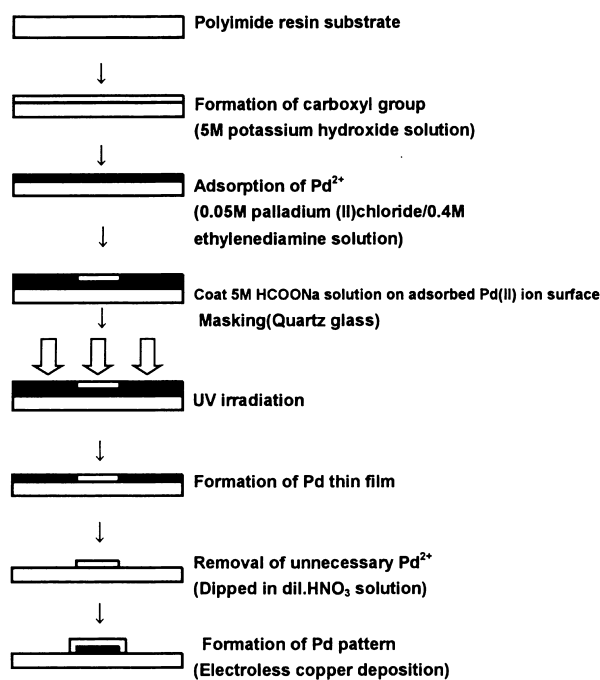 Polyimide resin substrate
Formation of carboxyl group
(5M potassium hydroxide solution)
Adsorption of Pd²⁺
(0.05M palladium (II)chloride/0.4M
ethylenediamine solution)
Coat 5M HCOONa solution on adsorbed Pd(II) ion surface
Masking(Quartz glass)
UV irradiation
Formation of Pd thin film
Removal of unnecessary Pd²⁺
(Dipped in dil.HNO₃ solution)
Formation of Pd pattern
(Electroless copper deposition)